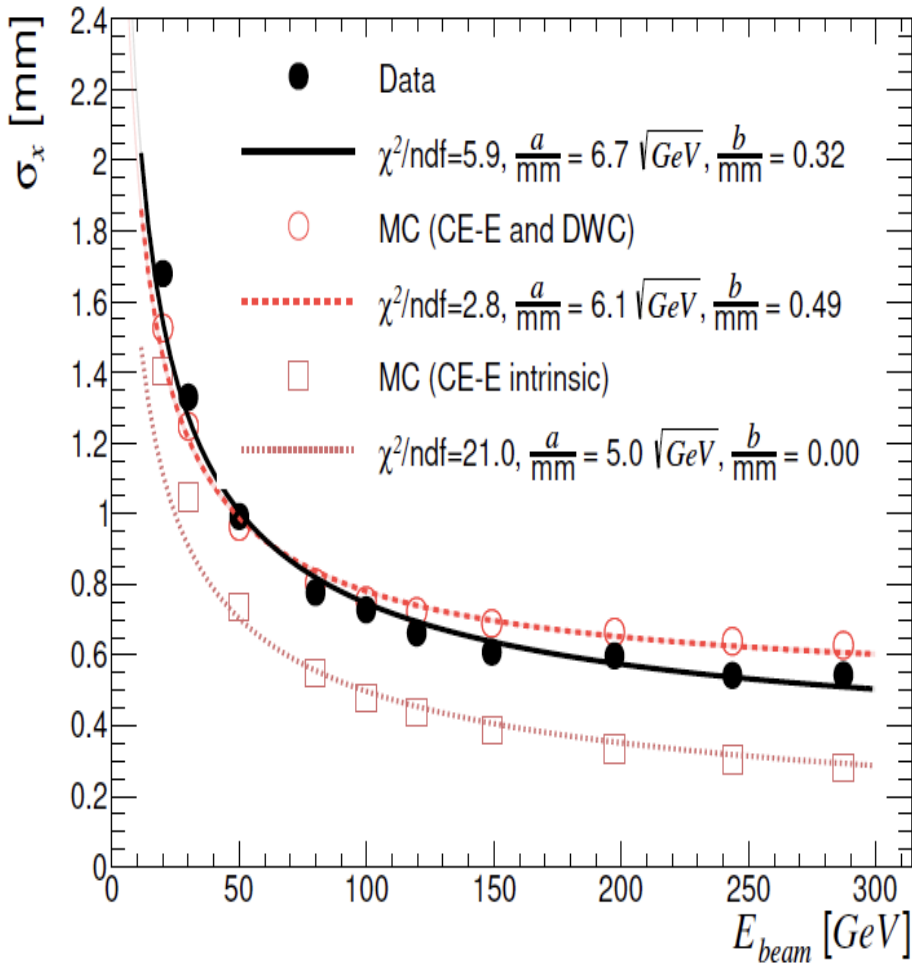 σx [mm]
2.4
2.2
2
1.8
1.6
1.4
1.2
1
0.8
0.6
0.4
0.2
0
Data
χ²/ndf=5.9, a/mm = 6.7 √GeV, b/mm = 0.32
MC (CE-E and DWC)
χ²/ndf=2.8, a/mm = 6.1 √GeV, b/mm = 0.49
MC (CE-E intrinsic)
χ²/ndf=21.0, a/mm = 5.0 √GeV, b/mm = 0.00
0 50 100 150 200 250 300
Ebeam [GeV]